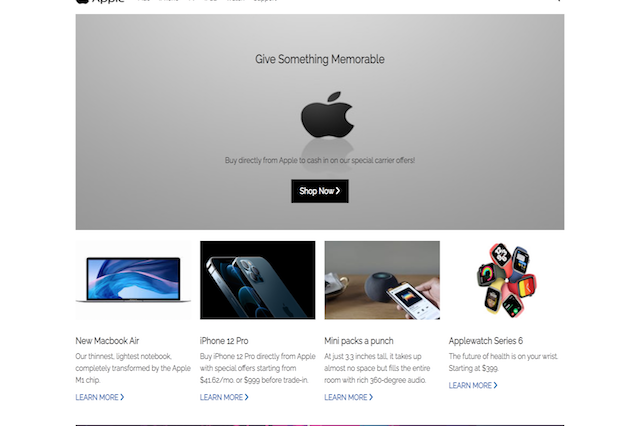 Apple
Give Something Memorable
Buy directly from Apple to cash in on our special carrier offers!
Shop Now
New Macbook Air
Our thinnest, lightest notebook,
completely transformed by the Apple
M1 chip.
LEARN MORE
iPhone 12 Pro
Buy iPhone 12 Pro directly from Apple
with special offers starting from
$41.62/mo. or $999 before trade-in.
LEARN MORE
Mini packs a punch
At just 3.3 inches tall, it takes up
almost no space but fills the entire
room with rich 360-degree audio.
LEARN MORE
Applewatch Series 6
The future of health is on your wrist.
Starting at $399.
LEARN MORE